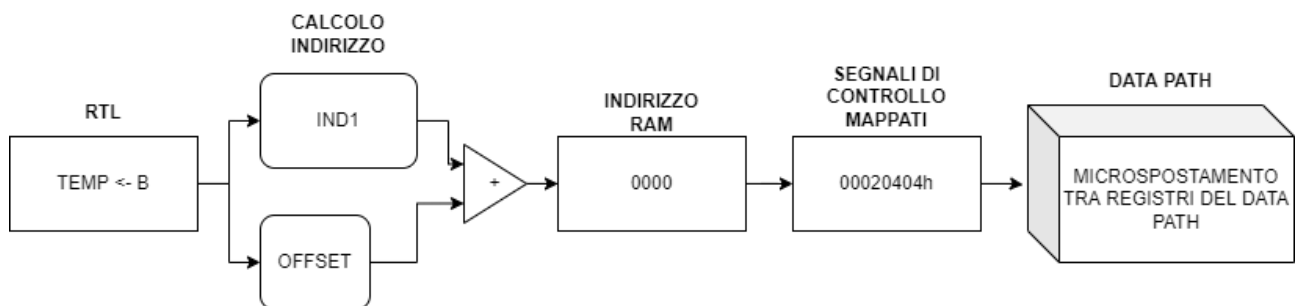 RTL
TEMP <- B
CALCOLO
INDIRIZZO
IND1
OFFSET
+
INDIRIZZO
RAM
0000
SEGNALI DI
CONTROLLO
MAPPATI
00020404h
DATA PATH
MICROSPOSTAMENTO
TRA REGISTRI DEL DATA
PATH